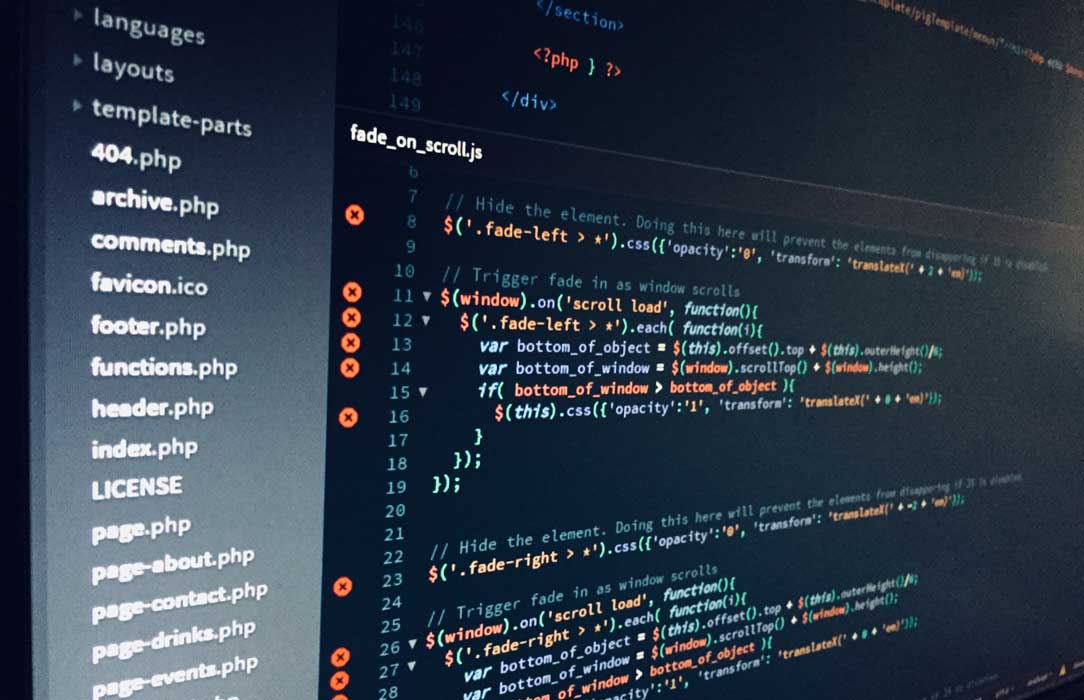 languages
layouts
template-parts
404.php
archive.php
comments.php
favicon.ico
footer.php
functions.php
header.php
index.php
LICENSE
page.php
page-about.php
page-contact.php
page-drinks.php
page-events.php
146
</section>
147
<?php } ?>
148
149 </div>
fade_on_scroll.js
6
7 // Hide the element. Doing this here will prevent the elements from disappering if JS is disabled
8 $('.fade-left > *').css({'opacity':'0', 'transform': 'translateX(' + 2 + 'em)'});
9
10 // Trigger fade in as window scrolls
11 $(window).on('scroll load', function(){
12 $('.fade-left > *').each( function(i){
13 var bottom_of_object = $(this).offset().top + $(this).outerHeight()/8;
14 var bottom_of_window = $(window).scrollTop() + $(window).height();
15 if( bottom_of_window > bottom_of_object ){
16 $(this).css({'opacity':'1', 'transform': 'translateX(' + 0 + 'em)'});
17 }
18 });
19 });
20
21
22 // Hide the element. Doing this here will prevent the elements from disappering if JS is disabled
23 $('.fade-right > *').css({'opacity':'0', 'transform': 'translateX(' + -2 + 'em)'});
24
25 // Trigger fade in as window scrolls
26 $(window).on('scroll load', function(){
27 $('.fade-right > *').each( function(i){
28 var bottom_of_object = $(this).offset().top + $(this).outerHeight()/8;
var bottom_of_window = $(window).scrollTop() + $(window).height();
bottom_of_window > bottom_of_object ){
'1', 'transform': 'translateX(' + 0 + 'em)'});